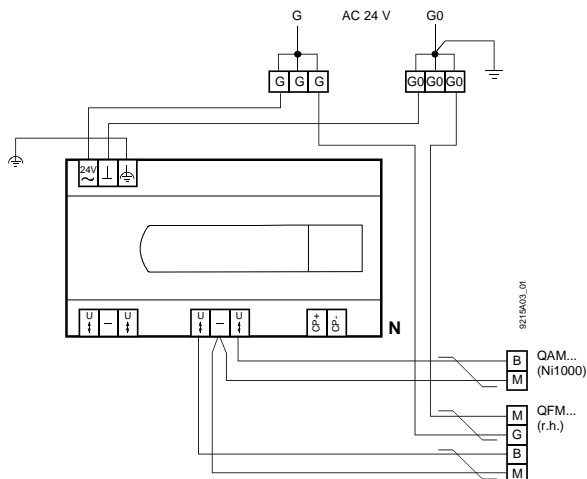 G AC 24 V G0
G G G G0 G0 G0
24V ~ ⊥
U – U U – U CP+ CP-
N
9215A03_01
B QAM...
M (Ni1000)
M QFM...
G (r.h.)
B
M